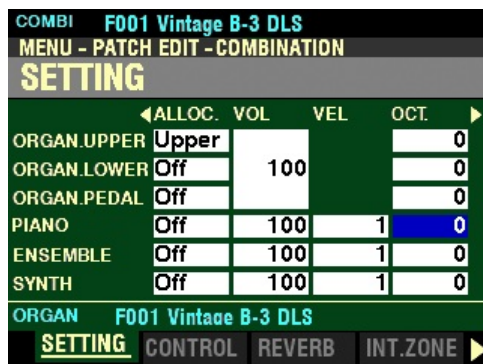 COMBI F001 Vintage B-3 DLS
MENU - PATCH EDIT - COMBINATION
SETTING
◀ALLOC. VOL VEL OCT. ▶
ORGAN.UPPER Upper 0
ORGAN.LOWER Off 100 0
ORGAN.PEDAL Off 0
PIANO Off 100 1 0
ENSEMBLE Off 100 1 0
SYNTH Off 100 1 0
ORGAN F001 Vintage B-3 DLS
SETTING CONTROL REVERB INT.ZONE ▶